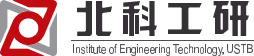 北科工研
Institute of Engineering Technology, USTB